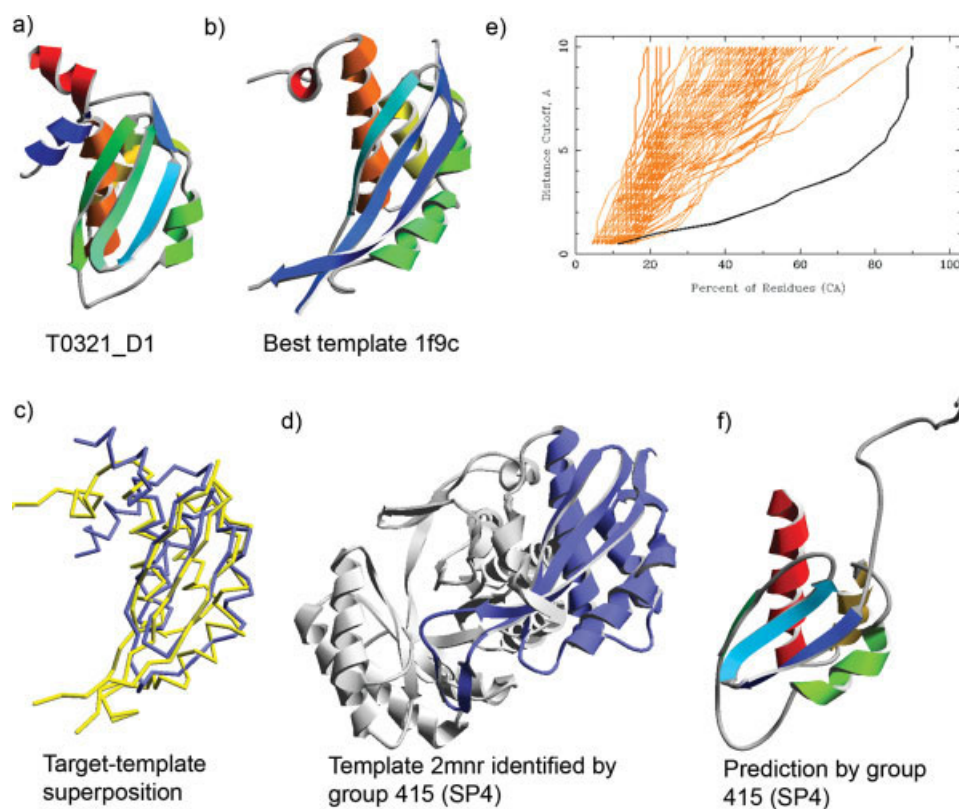 a)
b)
e)
10
5
0
Distance Cutoff, A
0
20
40
60
80
100
Percent of Residues (CA)
T0321_D1
Best template 1f9c
c)
d)
f)
Target-template
superposition
Template 2mnr identified by
group 415 (SP4)
Prediction by group
415 (SP4)